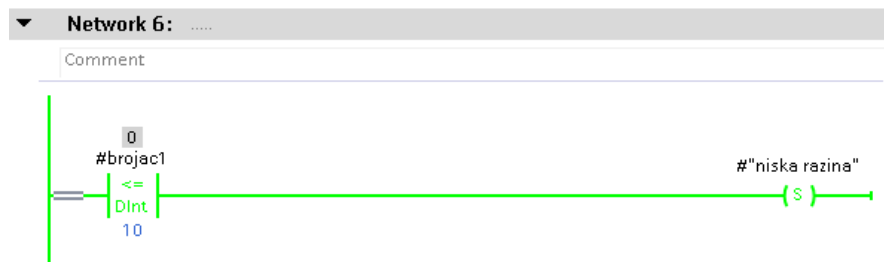 Network 6: .....
Comment
0
#brojac1
<=
DInt
10
#"niska razina"
S